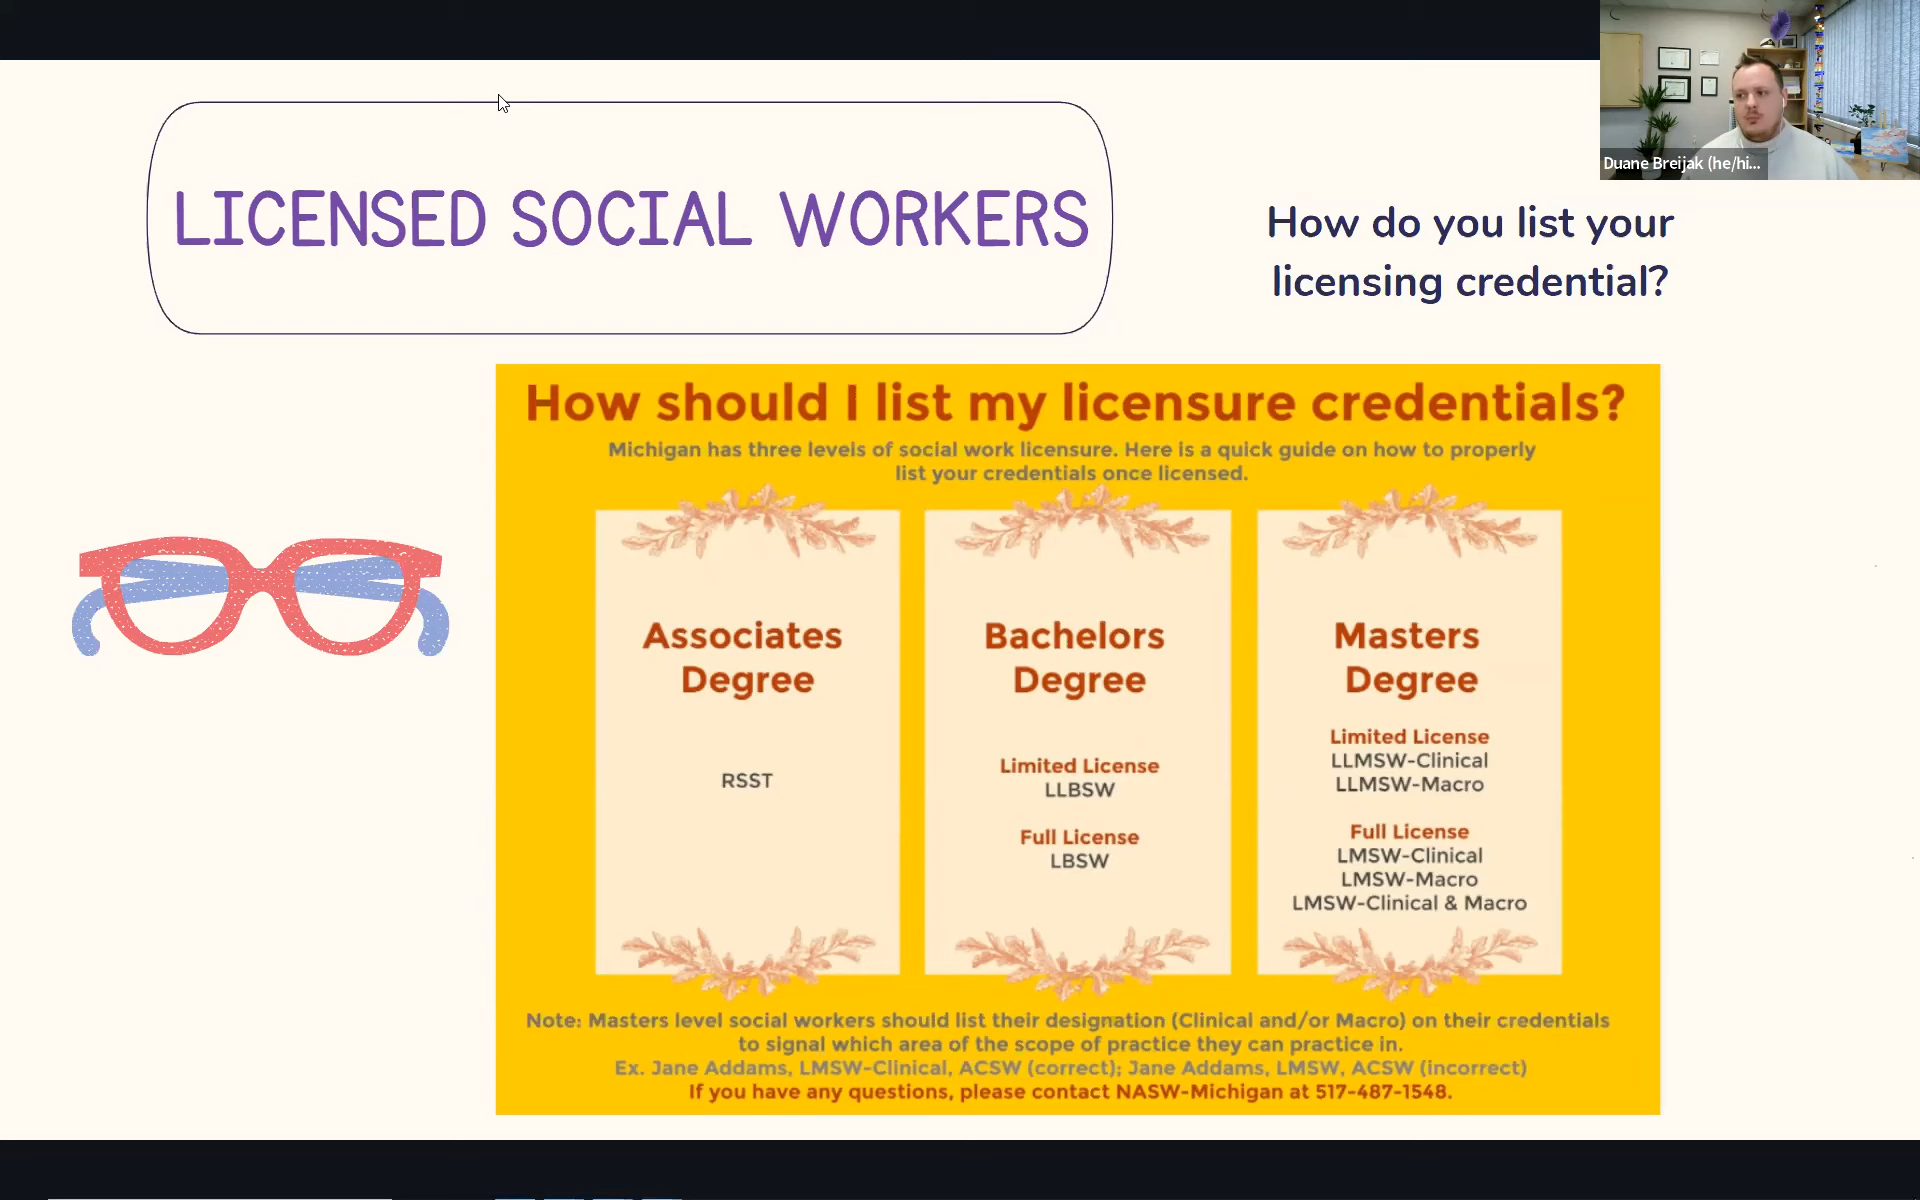 LICENSED SOCIAL WORKERS
Duane Breijak (he/hi...
How do you list your
licensing credential?
How should I list my licensure credentials?
Michigan has three levels of social work licensure. Here is a quick guide on how to properly
list your credentials once licensed.
Associates
Degree
RSST
Bachelors
Degree
Limited License
LLBSW
Full License
LBSW
Masters
Degree
Limited License
LLMSW-Clinical
LLMSW-Macro
Full License
LMSW-Clinical
LMSW-Macro
LMSW-Clinical & Macro
Note: Masters level social workers should list their designation (Clinical and/or Macro) on their credentials
to signal which area of the scope of practice they can practice in.
Ex. Jane Addams, LMSW-Clinical, ACSW (correct); Jane Addams, LMSW, ACSW (incorrect)
If you have any questions, please contact NASW-Michigan at 517-487-1548.